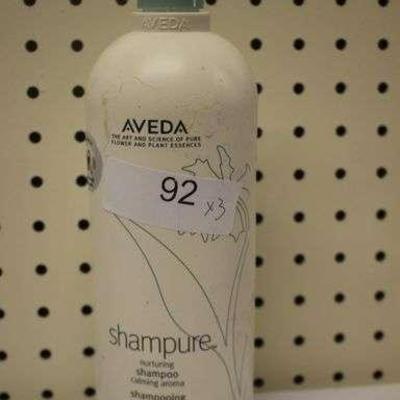 AVEDA
AVEDA
THE ART AND SCIENCE OF PURE
FLOWER AND PLANT ESSENCES
92 x3
shampure™
nurturing
shampoo
calming aroma
shampooing